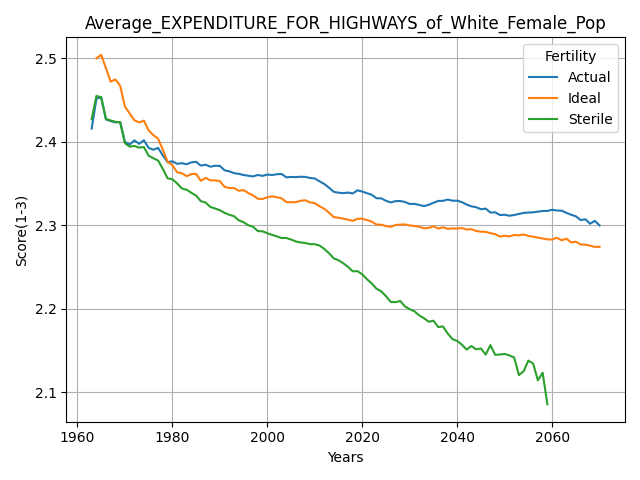 Average_EXPENDITURE_FOR_HIGHWAYS_of_White_Female_Pop
Fertility
Actual
Ideal
Sterile
Score(1-3)
2.5
2.4
2.3
2.2
2.1
1960
1980
2000
2020
2040
2060
Years